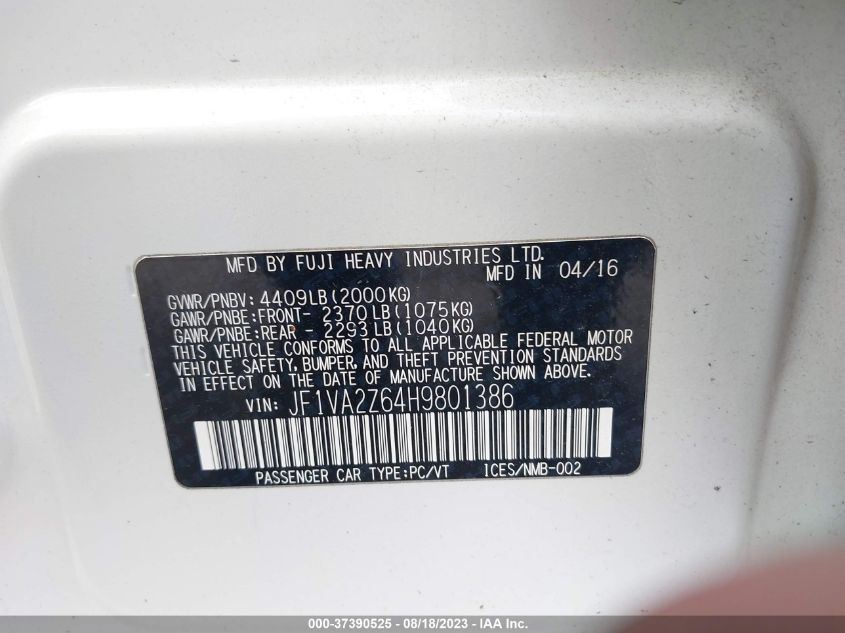 MFD BY FUJI HEAVY INDUSTRIES LTD.
MFD IN 04/16
GVWR/PNBV: 4409LB(2000KG)
GAWR/PNBE:FRONT- 2370LB(1075KG)
GAWR/PNBE:REAR - 2293LB(1040KG)
THIS VEHICLE CONFORMS TO ALL APPLICABLE FEDERAL MOTOR
VEHICLE SAFETY, BUMPER, AND THEFT PREVENTION STANDARDS
IN EFFECT ON THE DATE OF MANUFACTURE SHOWN ABOVE.
VIN: JF1VA2Z64H9801386
PASSENGER CAR TYPE:PC/VT ICES/NMB-002
000-37390525 - 08/18/2023 - IAA Inc.